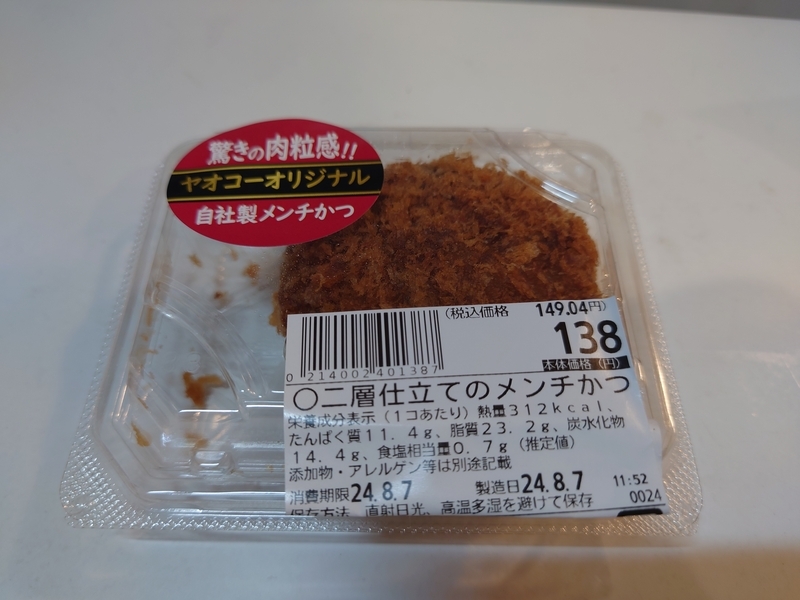 驚きの肉粒感!!
ヤオコーオリジナル
自社製メンチかつ
(税込価格 149.04円)
138
本体価格(円)
0 214002 401387
〇二層仕立てのメンチかつ
栄養成分表示(1コあたり)熱量312kcal、
たんぱく質11.4g、脂質23.2g、炭水化物
14.4g、食塩相当量0.7g(推定値)
添加物・アレルゲン等は別途記載
消費期限24.8.7 製造日24.8.7 11:52
保存方法 直射日光、高温多湿を避けて保存 0024